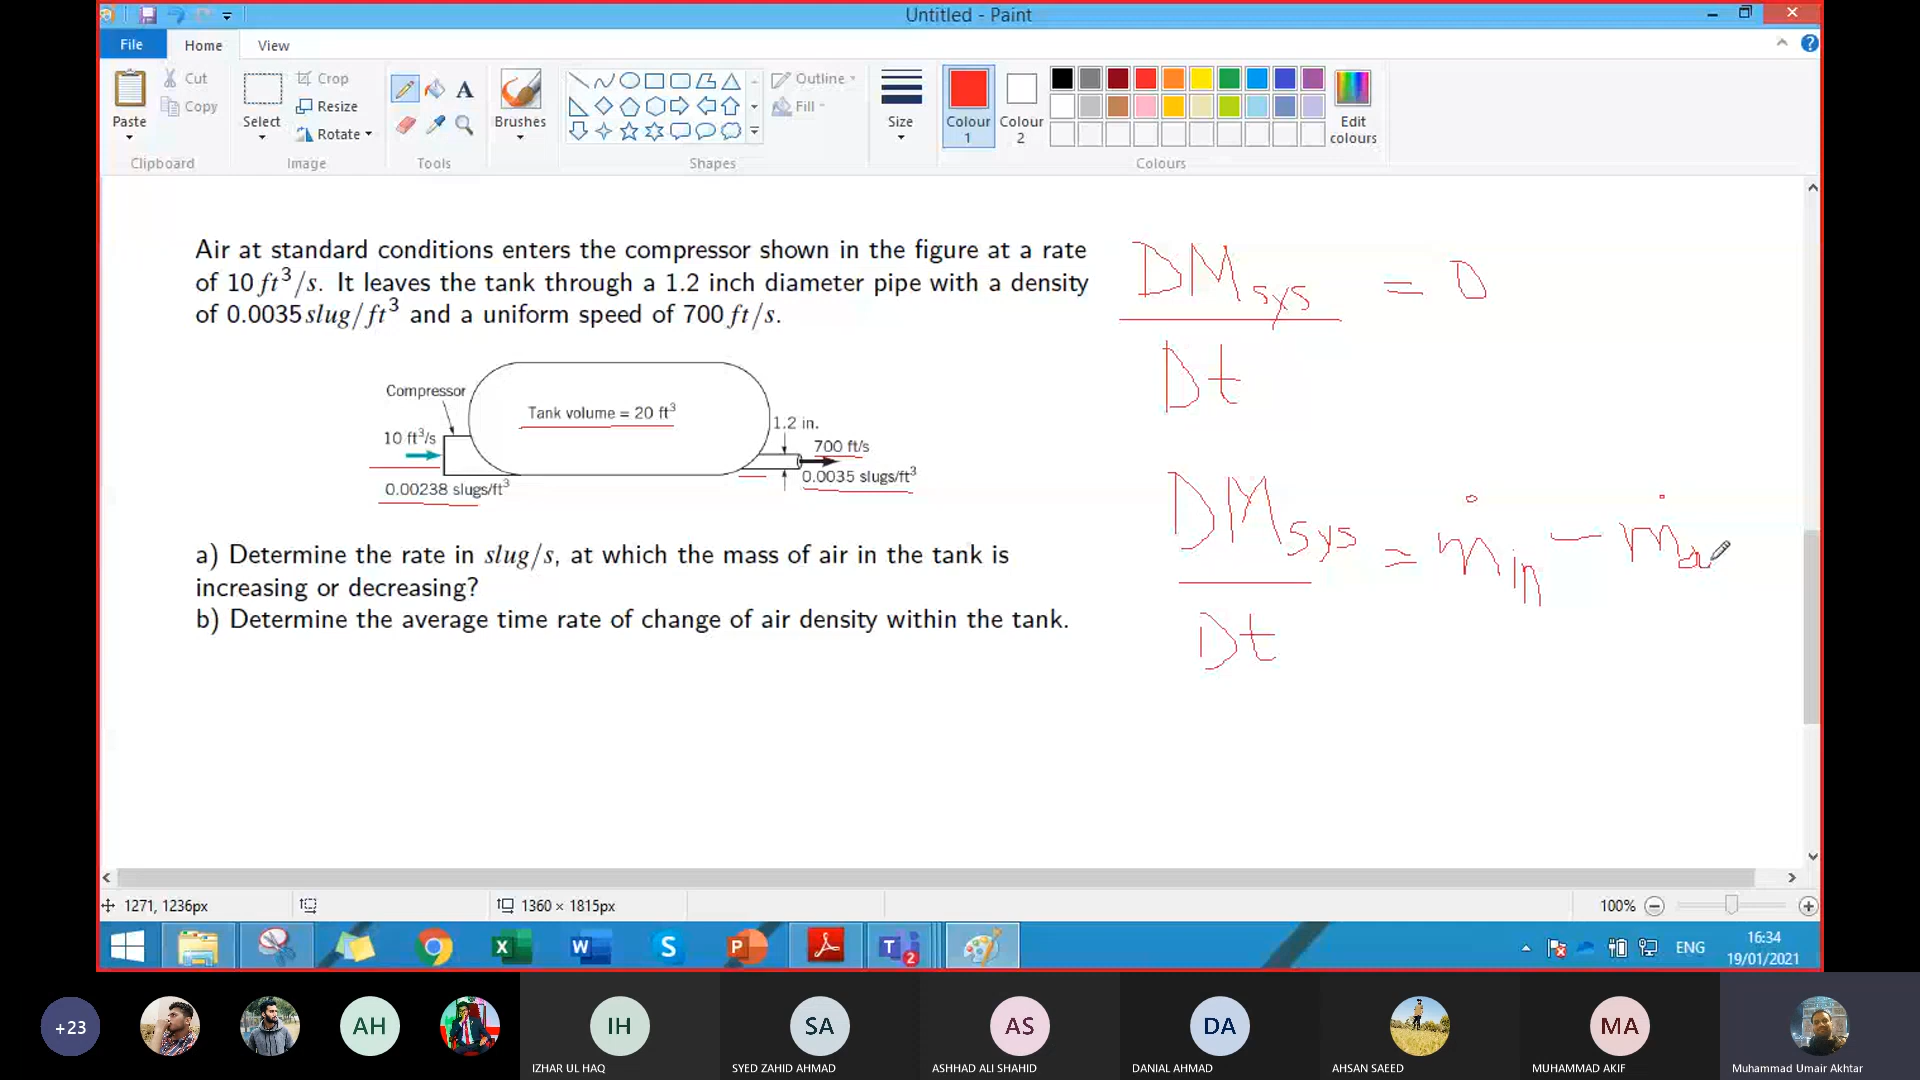 Untitled - Paint
File Home View
Paste
Cut
Copy
Clipboard
Select
Crop
Resize
Rotate
Image
A
Tools
Brushes
Outline
Fill
Shapes
Size
Colour 1
Colour 2
Edit colours
Colours
Air at standard conditions enters the compressor shown in the figure at a rate
of 10 ft³/s. It leaves the tank through a 1.2 inch diameter pipe with a density
of 0.0035 slug/ft³ and a uniform speed of 700 ft/s.
Compressor
Tank volume = 20 ft³
10 ft³/s
0.00238 slugs/ft³
1.2 in.
700 ft/s
0.0035 slugs/ft³
a) Determine the rate in slug/s, at which the mass of air in the tank is
increasing or decreasing?
b) Determine the average time rate of change of air density within the tank.
DMsys = 0
Dt
DMsys = ṁin − ṁ
Dt
1271, 1236px
1360 × 1815px
100%
2
ENG
16:34
19/01/2021
+23
AH
IH
SA
AS
DA
MA
IZHAR UL HAQ
SYED ZAHID AHMAD
ASHHAD ALI SHAHID
DANIAL AHMAD
AHSAN SAEED
MUHAMMAD AKIF
Muhammad Umair Akhtar